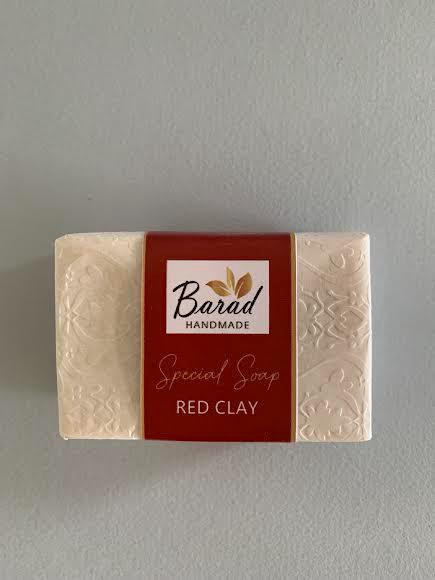 Barad
HANDMADE
Special Soap
RED CLAY